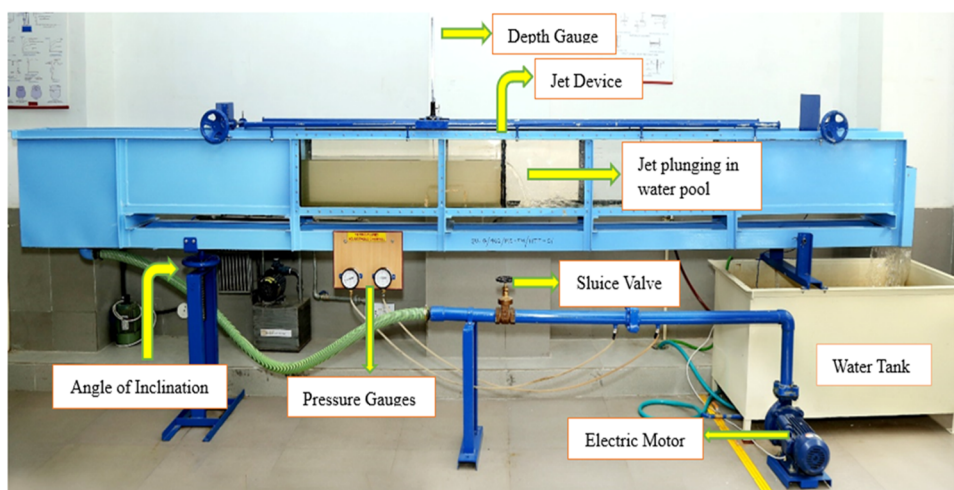 Depth Gauge
Jet Device
Jet plunging in
water pool
Sluice Valve
Water Tank
Angle of Inclination
Pressure Gauges
Electric Motor